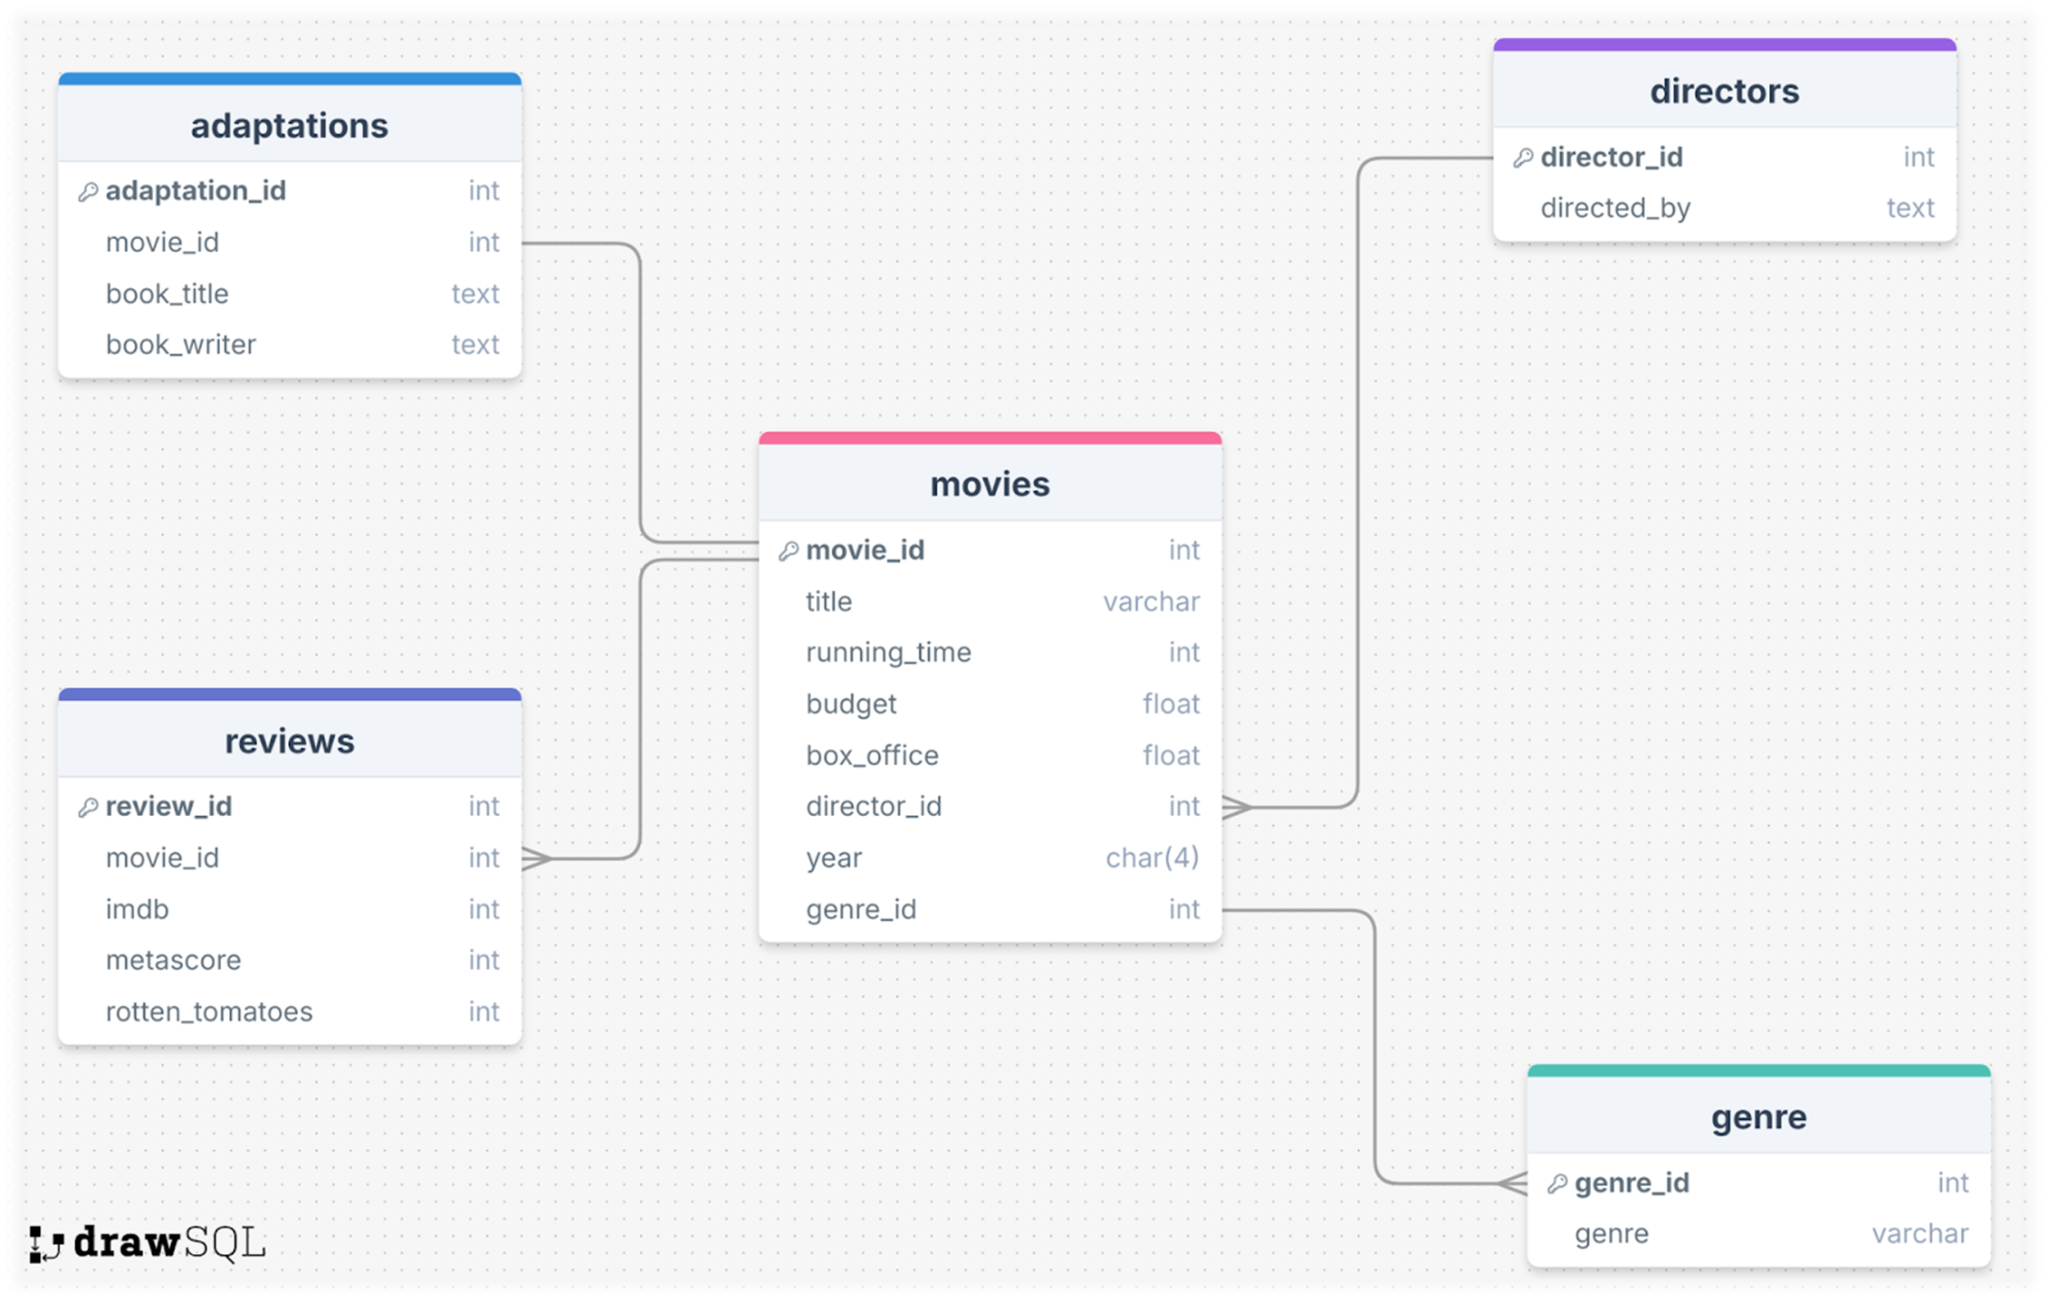 adaptations
adaptation_id int
movie_id int
book_title text
book_writer text
directors
director_id int
directed_by text
movies
movie_id int
title varchar
running_time int
budget float
box_office float
director_id int
year char(4)
genre_id int
reviews
review_id int
movie_id int
imdb int
metascore int
rotten_tomatoes int
genre
genre_id int
genre varchar
drawSQL